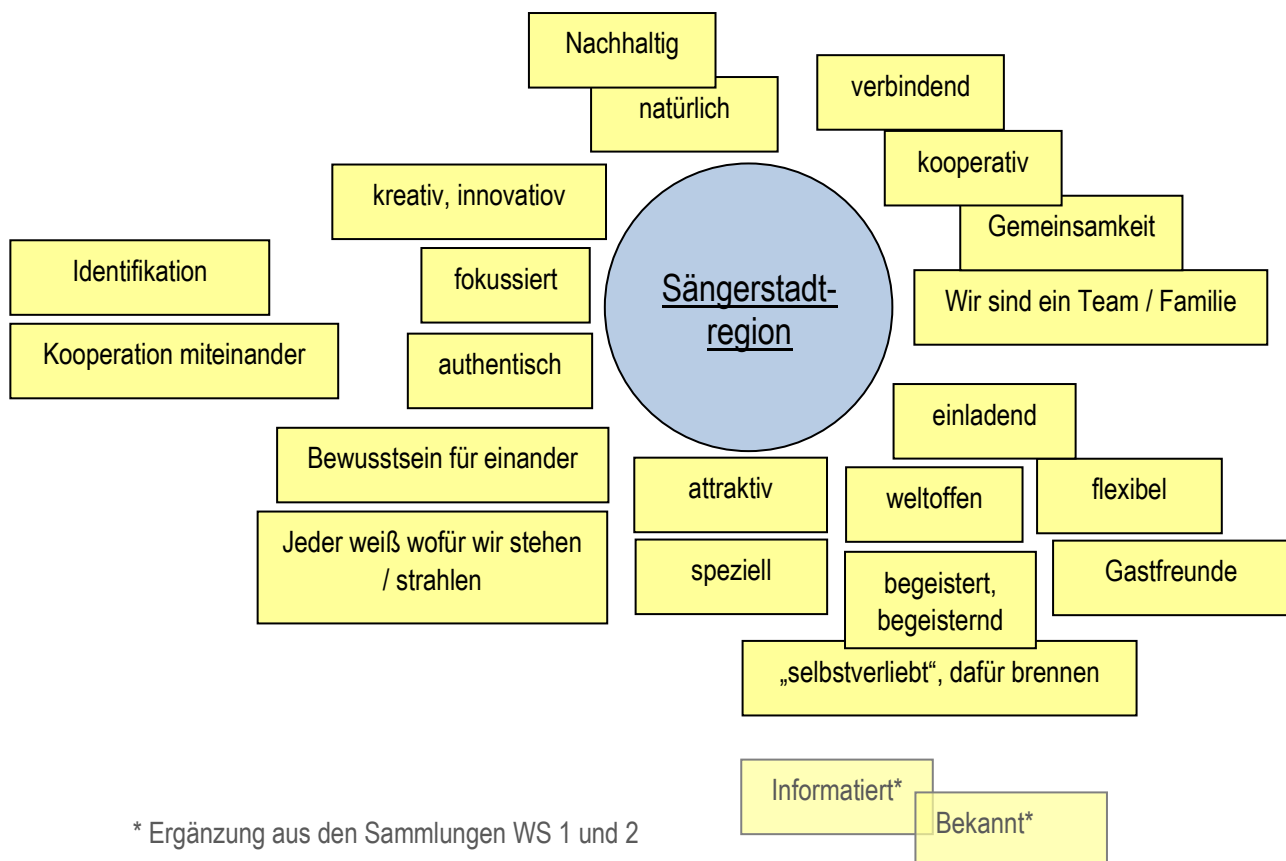 Nachhaltig
natürlich
verbindend
kooperativ
Gemeinsamkeit
Wir sind ein Team / Familie
kreativ, innovatiov
fokussiert
authentisch
Identifikation
Kooperation miteinander
Sängerstadt-
region
Bewusstsein für einander
Jeder weiß wofür wir stehen
/ strahlen
attraktiv
speziell
einladend
weltoffen
flexibel
Gastfreunde
begeistert,
begeisternd
„selbstverliebt“, dafür brennen
Informatiert*
Bekannt*
* Ergänzung aus den Sammlungen WS 1 und 2